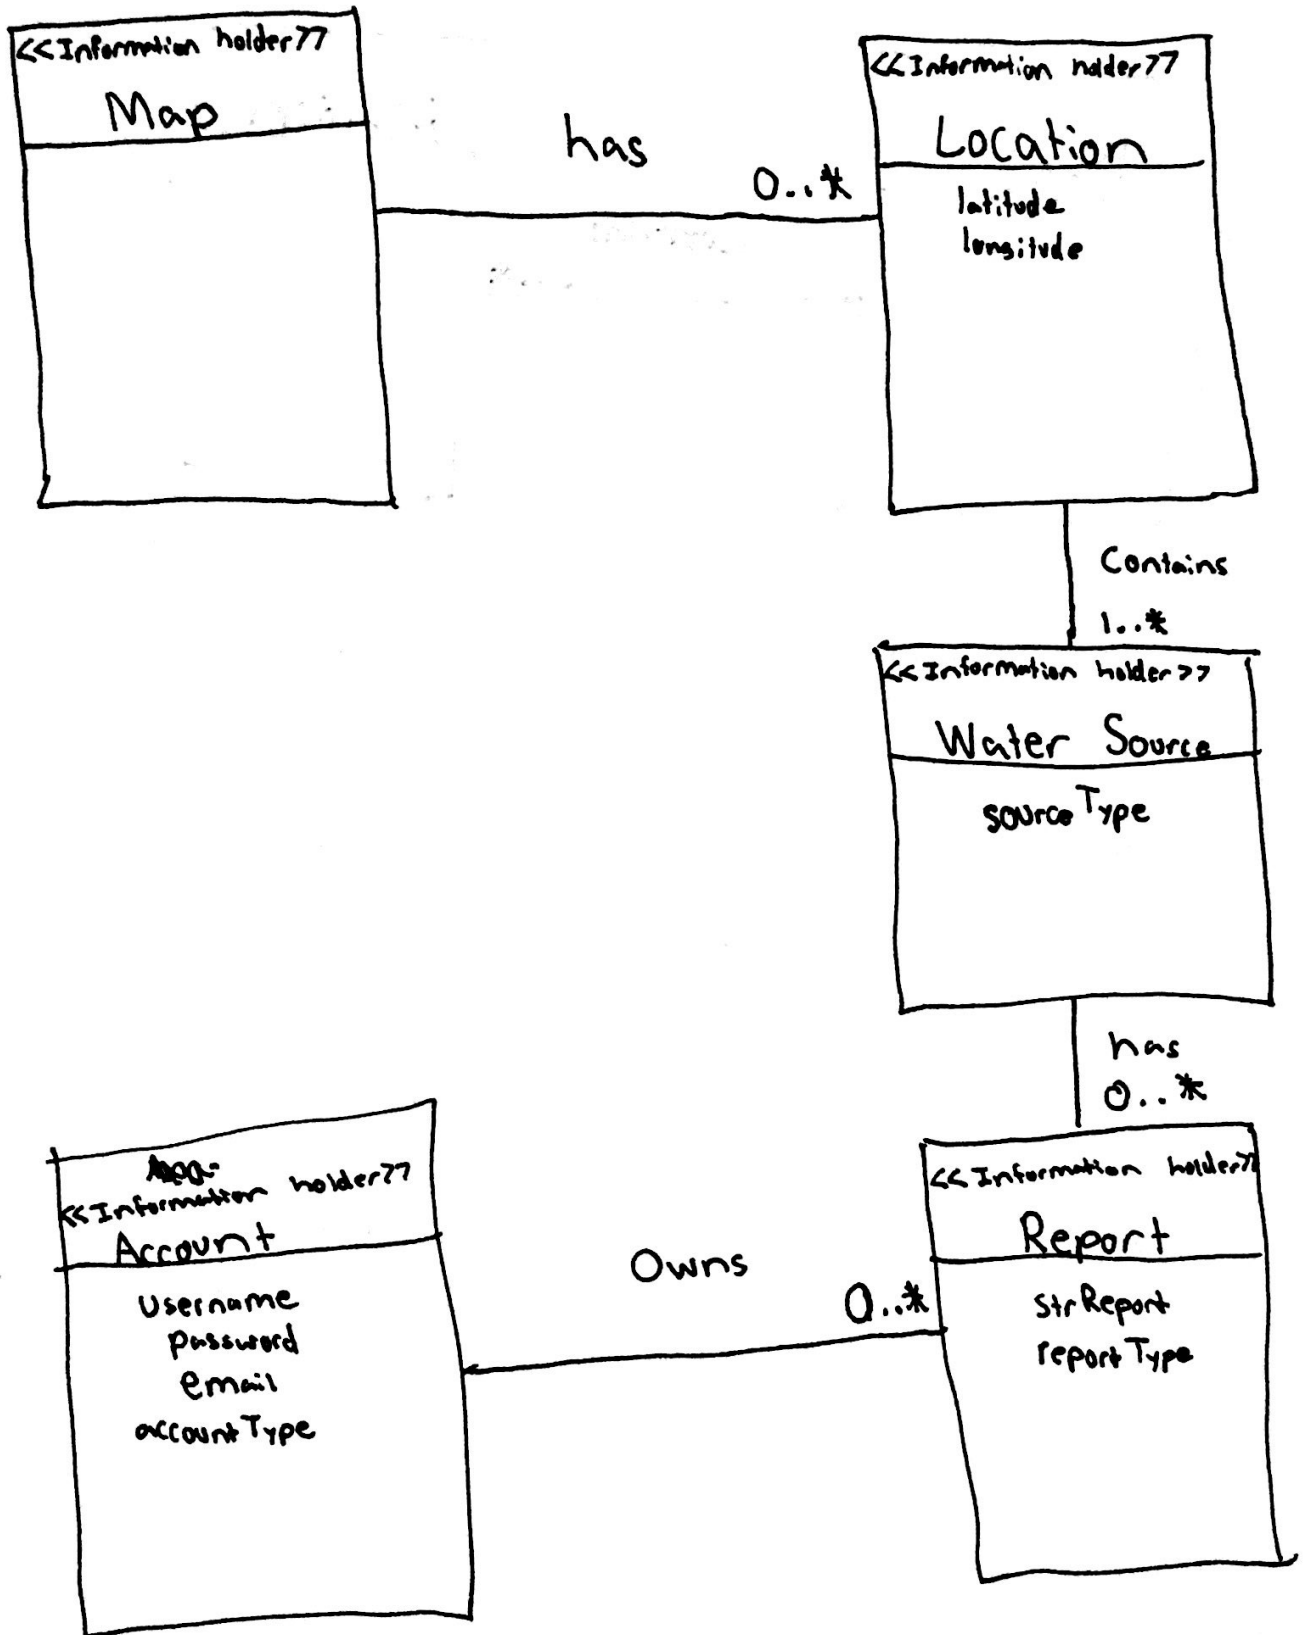 <<Information holder>>
Map
has
0..*
<<Information holder>>
Location
latitude
longitude
Contains
1..*
<<Information holder>>
Water Source
sourceType
has
0..*
<<Information holder>>
Account
Username
password
email
accountType
Owns
0..*
<<Information holder>>
Report
strReport
reportType